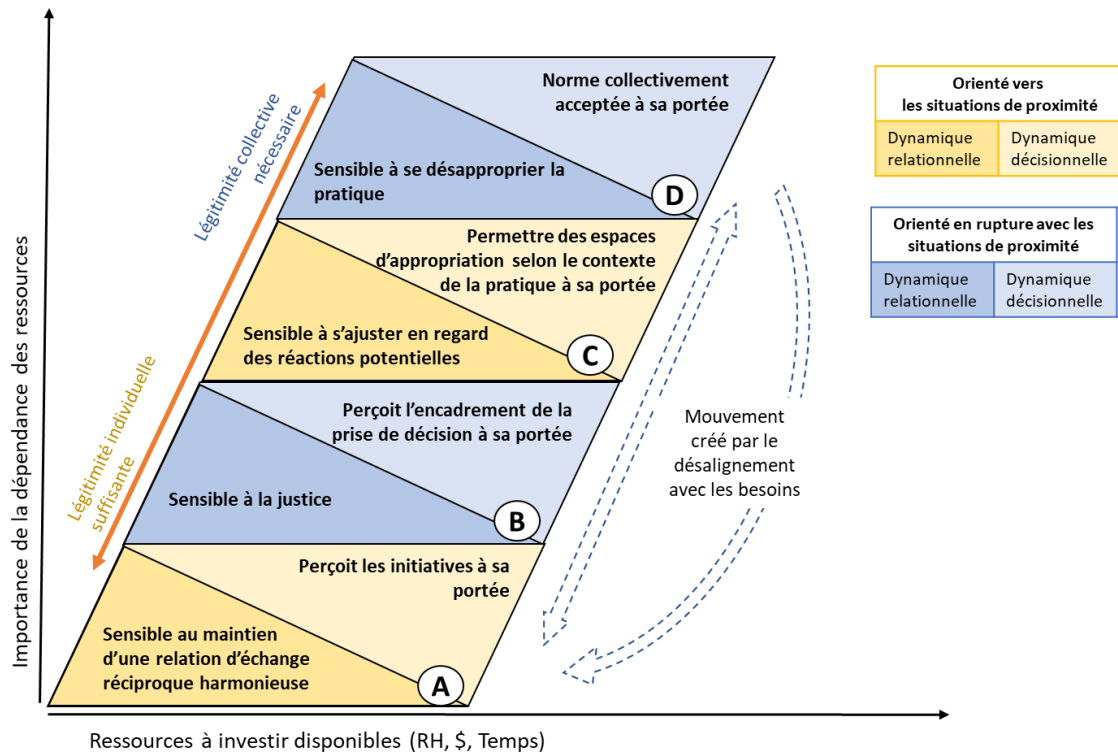 Importance de la dépendance des ressources
Légitimité collective
nécessaire
Légitimité individuelle
suffisante
Norme collectivement
acceptée à sa portée
Sensible à se désapproprier la
pratique
D
Permettre des espaces
d'appropriation selon le contexte
de la pratique à sa portée
Sensible à s'ajuster en regard
des réactions potentielles
C
Perçoit l'encadrement de la
prise de décision à sa portée
Sensible à la justice
B
Perçoit les initiatives à sa
portée
Sensible au maintien
d'une relation d'échange
réciproque harmonieuse
A
Mouvement
créé par le
désalignement
avec les besoins
Orienté vers
les situations de proximité
Dynamique
relationnelle
Dynamique
décisionnelle
Orienté en rupture avec les
situations de proximité
Dynamique
relationnelle
Dynamique
décisionnelle
Ressources à investir disponibles (RH, $, Temps)